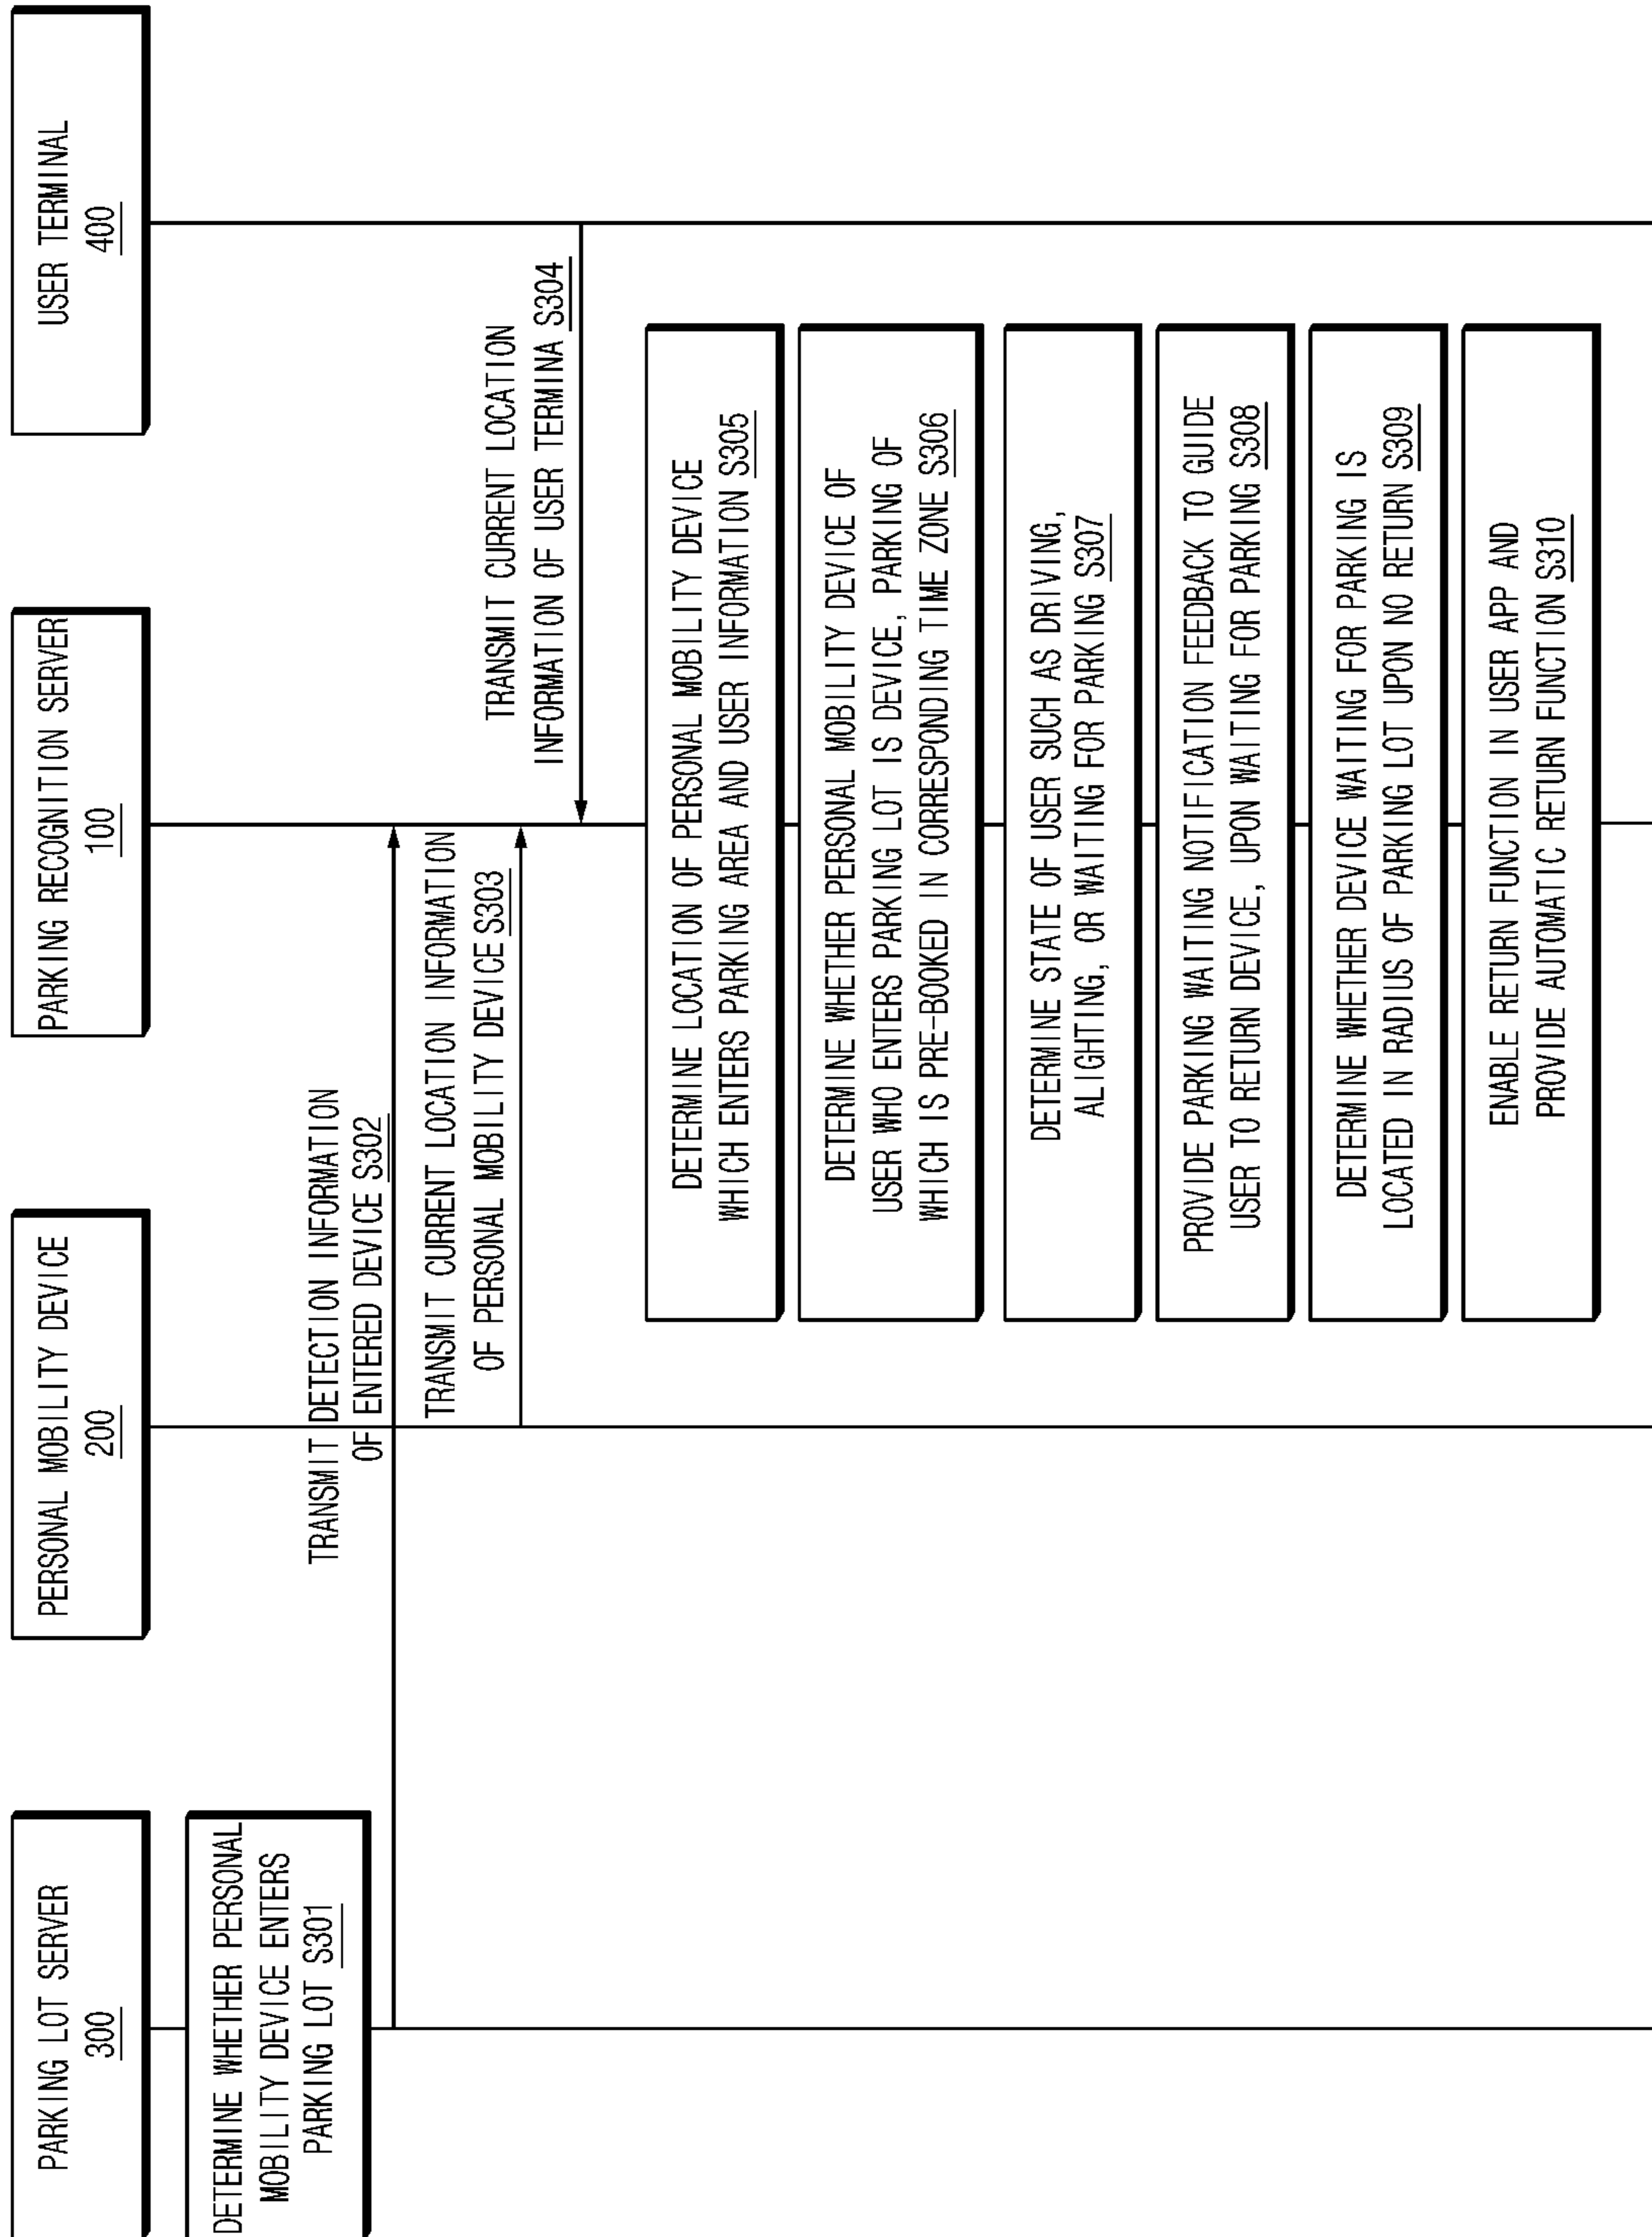 PARKING LOT SERVER
300
PERSONAL MOBILITY DEVICE
200
PARKING RECOGNITION SERVER
100
USER TERMINAL
400
DETERMINE WHETHER PERSONAL
MOBILITY DEVICE ENTERS
PARKING LOT S301
TRANSMIT DETECTION INFORMATION
OF ENTERED DEVICE S302
TRANSMIT CURRENT LOCATION INFORMATION
OF PERSONAL MOBILITY DEVICE S303
TRANSMIT CURRENT LOCATION
INFORMATION OF USER TERMINA S304
DETERMINE LOCATION OF PERSONAL MOBILITY DEVICE
WHICH ENTERS PARKING AREA AND USER INFORMATION S305
DETERMINE WHETHER PERSONAL MOBILITY DEVICE OF
USER WHO ENTERS PARKING LOT IS DEVICE, PARKING OF
WHICH IS PRE-BOOKED IN CORRESPONDING TIME ZONE S306
DETERMINE STATE OF USER SUCH AS DRIVING,
ALIGHTING, OR WAITING FOR PARKING S307
PROVIDE PARKING WAITING NOTIFICATION FEEDBACK TO GUIDE
USER TO RETURN DEVICE, UPON WAITING FOR PARKING S308
DETERMINE WHETHER DEVICE WAITING FOR PARKING IS
LOCATED IN RADIUS OF PARKING LOT UPON NO RETURN S309
ENABLE RETURN FUNCTION IN USER APP AND
PROVIDE AUTOMATIC RETURN FUNCTION S310